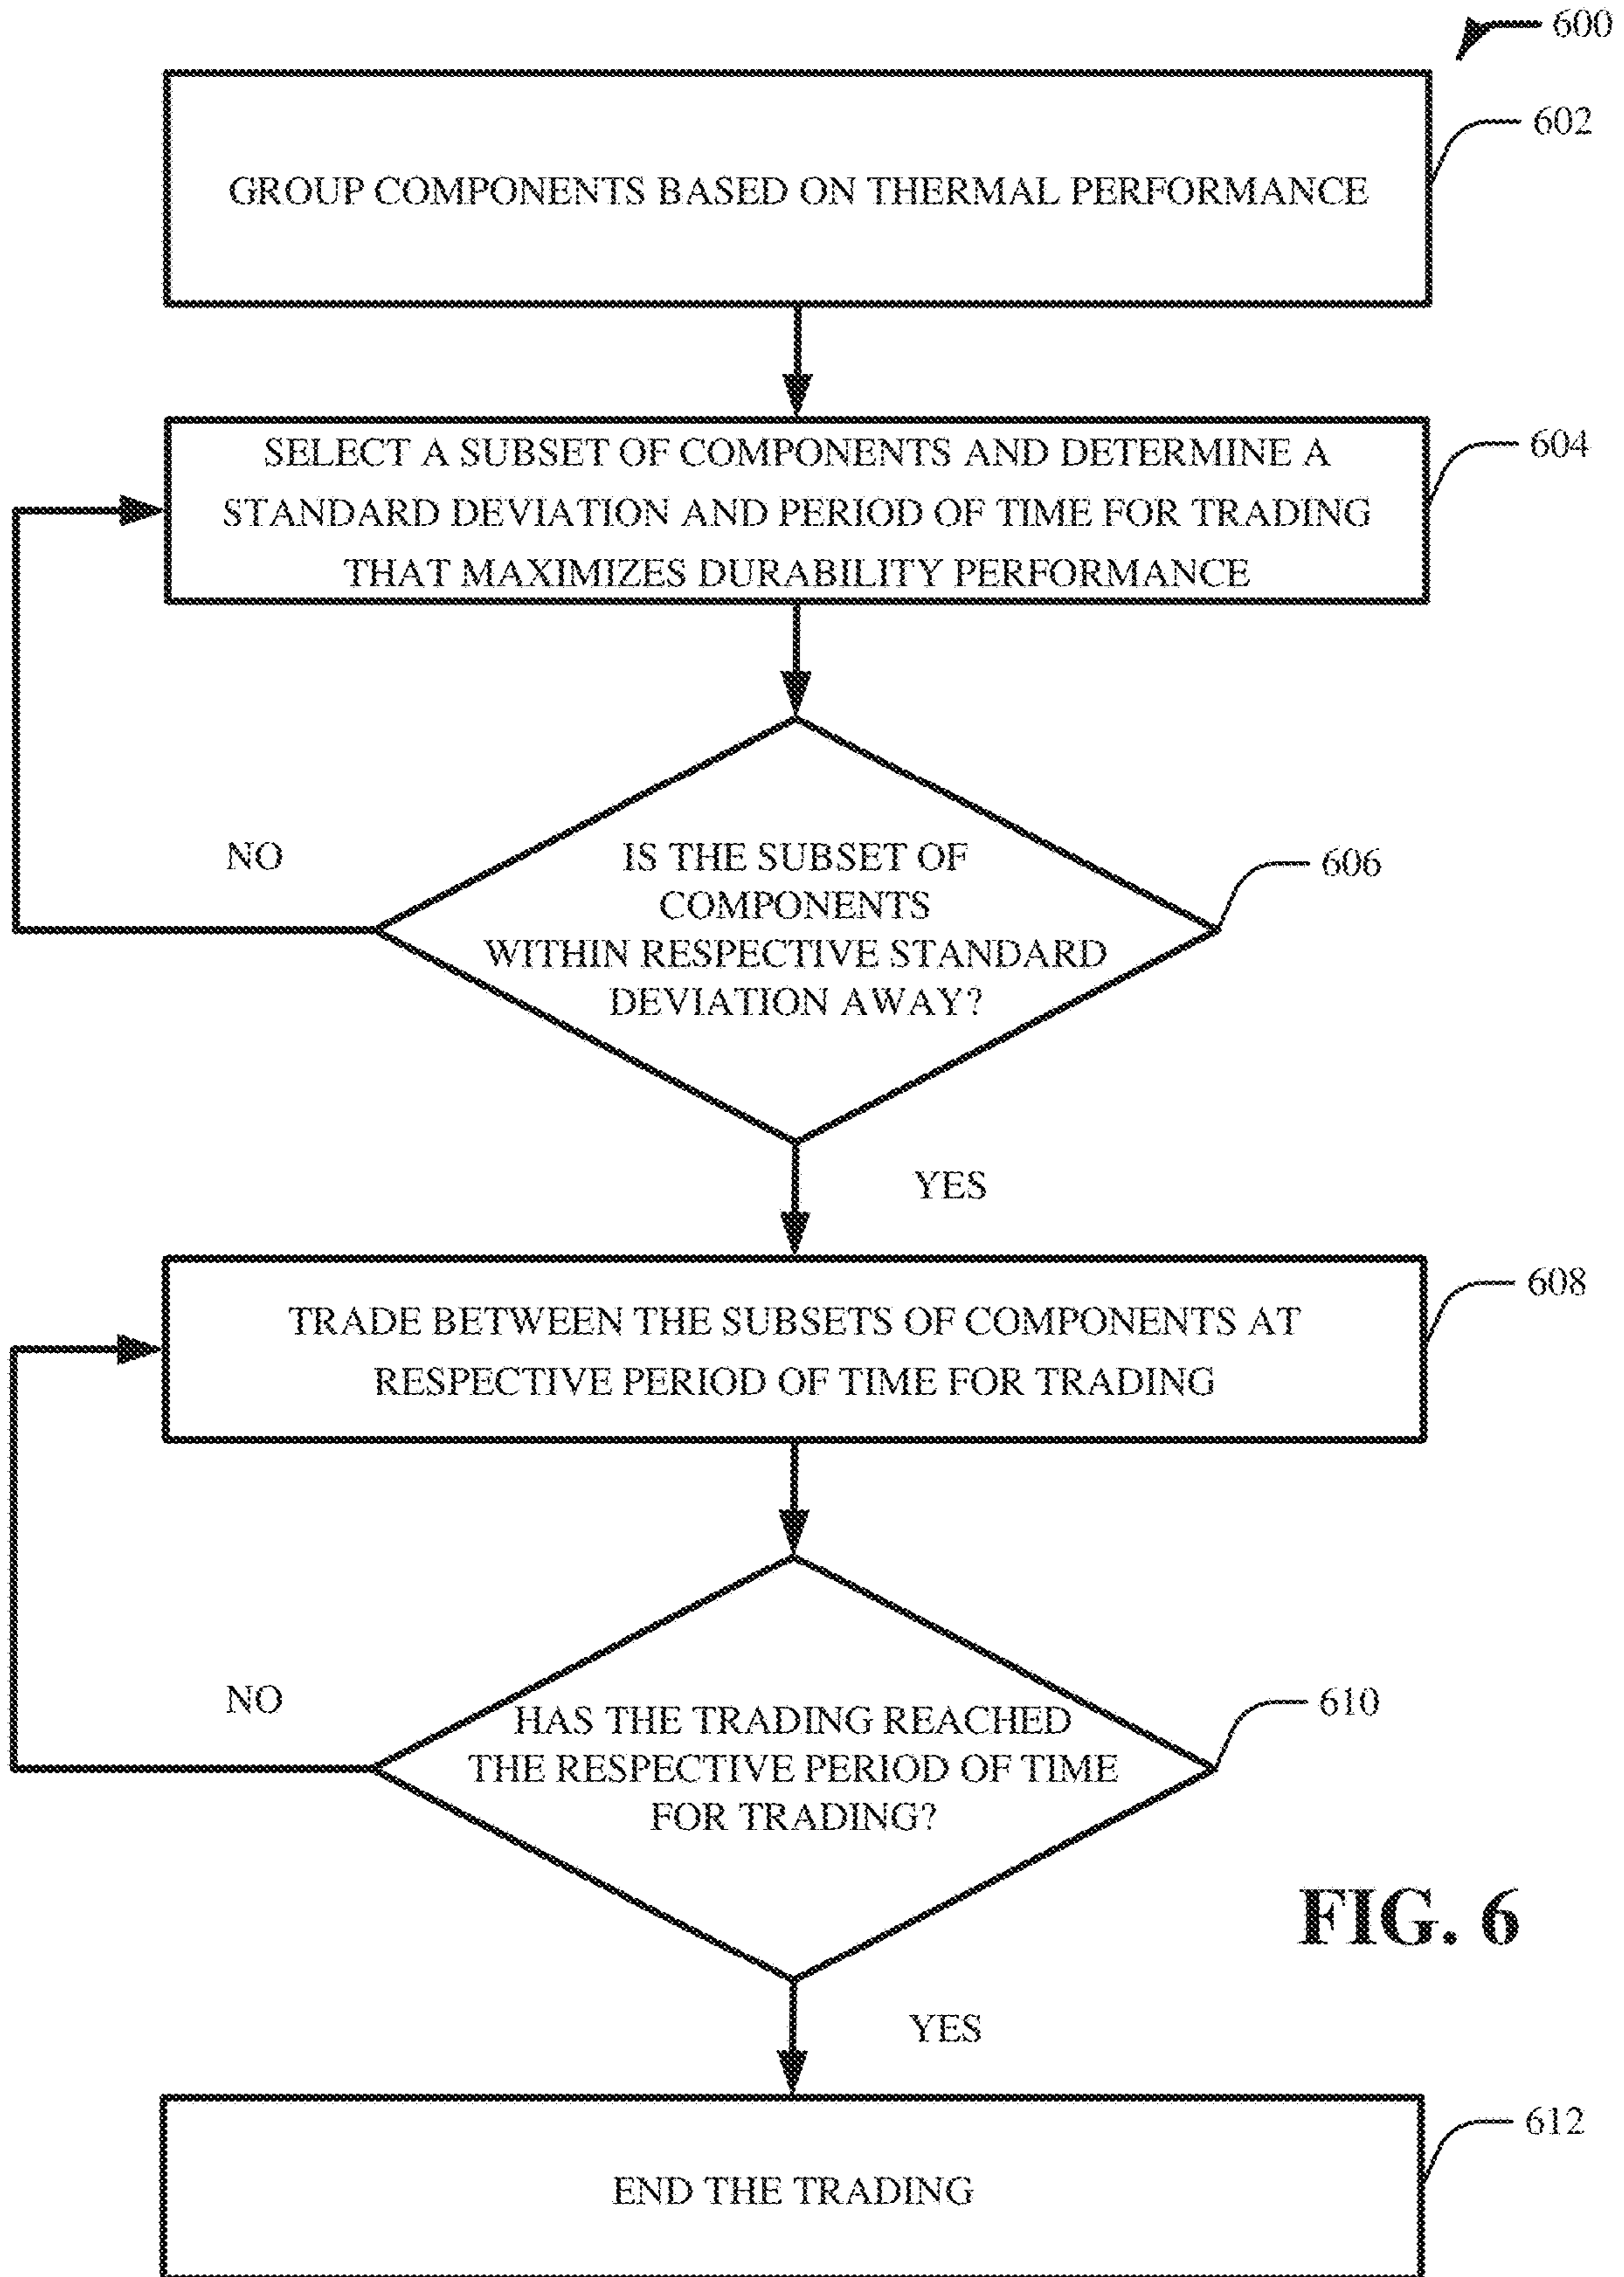 600
602
GROUP COMPONENTS BASED ON THERMAL PERFORMANCE
SELECT A SUBSET OF COMPONENTS AND DETERMINE A
STANDARD DEVIATION AND PERIOD OF TIME FOR TRADING
THAT MAXIMIZES DURABILITY PERFORMANCE
604
NO
IS THE SUBSET OF
COMPONENTS
WITHIN RESPECTIVE STANDARD
DEVIATION AWAY?
606
YES
TRADE BETWEEN THE SUBSETS OF COMPONENTS AT
RESPECTIVE PERIOD OF TIME FOR TRADING
608
NO
HAS THE TRADING REACHED
THE RESPECTIVE PERIOD OF TIME
FOR TRADING?
610
FIG. 6
YES
END THE TRADING
612